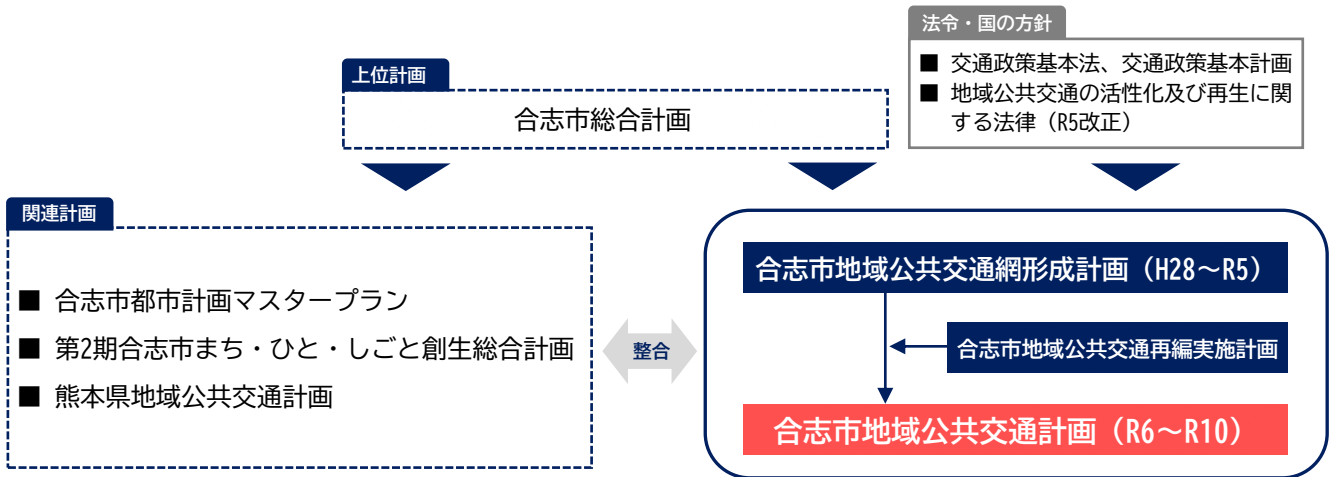 法令・国の方針
■ 交通政策基本法、交通政策基本計画
■ 地域公共交通の活性化及び再生に関
する法律（R5改正）
上位計画
合志市総合計画
関連計画
■ 合志市都市計画マスタープラン
■ 第2期合志市まち・ひと・しごと創生総合計画
■ 熊本県地域公共交通計画
整合
合志市地域公共交通網形成計画（H28～R5）
合志市地域公共交通再編実施計画
合志市地域公共交通計画（R6～R10）